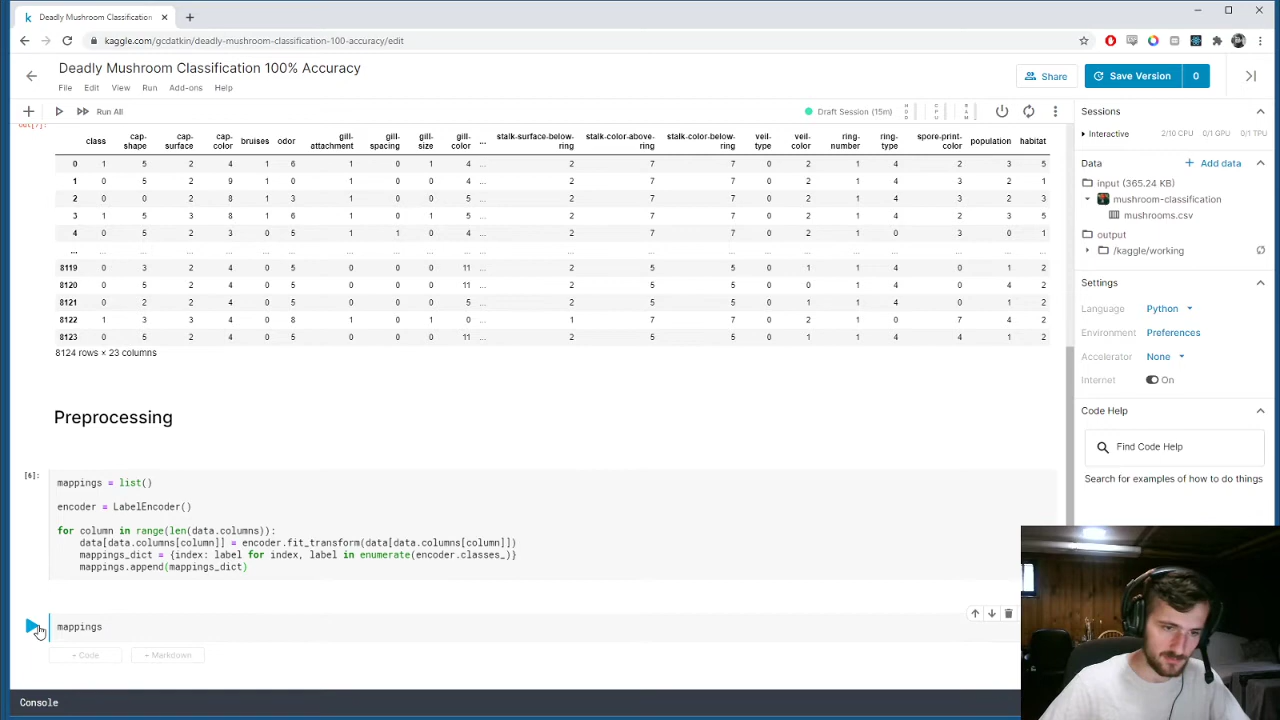 Deadly Mushroom Classification
kaggle.com/gcdatkin/deadly-mushroom-classification-100-accuracy/edit
Deadly Mushroom Classification 100% Accuracy
File Edit View Run Add-ons Help
Share
Save Version 0
Run All
Draft Session (15m)
Out[7]:
class cap-shape cap-surface cap-color bruises odor gill-attachment gill-spacing gill-size gill-color ... stalk-surface-below-ring stalk-color-above-ring stalk-color-below-ring veil-type veil-color ring-number ring-type spore-print-color population habitat
0 1 5 2 4 1 6 1 0 1 4 ... 2 7 7 0 2 1 4 2 3 5
1 0 5 2 9 1 0 1 0 0 4 ... 2 7 7 0 2 1 4 3 2 1
2 0 0 2 8 1 3 1 0 0 5 ... 2 7 7 0 2 1 4 3 2 3
3 1 5 3 8 1 6 1 0 1 5 ... 2 7 7 0 2 1 4 2 3 5
4 0 5 2 3 0 5 1 1 0 4 ... 2 7 7 0 2 1 0 3 0 1
... ... ... ... ... ... ... ... ... ... ... ... ... ... ... ... ... ... ... ... ... ...
8119 0 3 2 4 0 5 0 0 0 11 ... 2 5 5 0 1 1 4 0 1 2
8120 0 5 2 4 0 5 0 0 0 11 ... 2 5 5 0 0 1 4 0 4 2
8121 0 2 2 4 0 5 0 0 0 5 ... 2 5 5 0 1 1 4 0 1 2
8122 1 3 3 4 0 8 1 0 1 0 ... 1 7 7 0 2 1 0 7 4 2
8123 0 5 2 4 0 5 0 0 0 11 ... 2 5 5 0 1 1 4 4 1 2
8124 rows × 23 columns
Preprocessing
[6]:
mappings = list()
encoder = LabelEncoder()
for column in range(len(data.columns)):
data[data.columns[column]] = encoder.fit_transform(data[data.columns[column]])
mappings_dict = {index: label for index, label in enumerate(encoder.classes_)}
mappings.append(mappings_dict)
mappings
+ Code + Markdown
Console
Sessions
Interactive 2/10 CPU 0/1 GPU 0/1 TPU
Data
Add data
input (365.24 KB)
mushroom-classification
mushrooms.csv
output
/kaggle/working
Settings
Language Python
Environment Preferences
Accelerator None
Internet On
Code Help
Find Code Help
Search for examples of how to do things